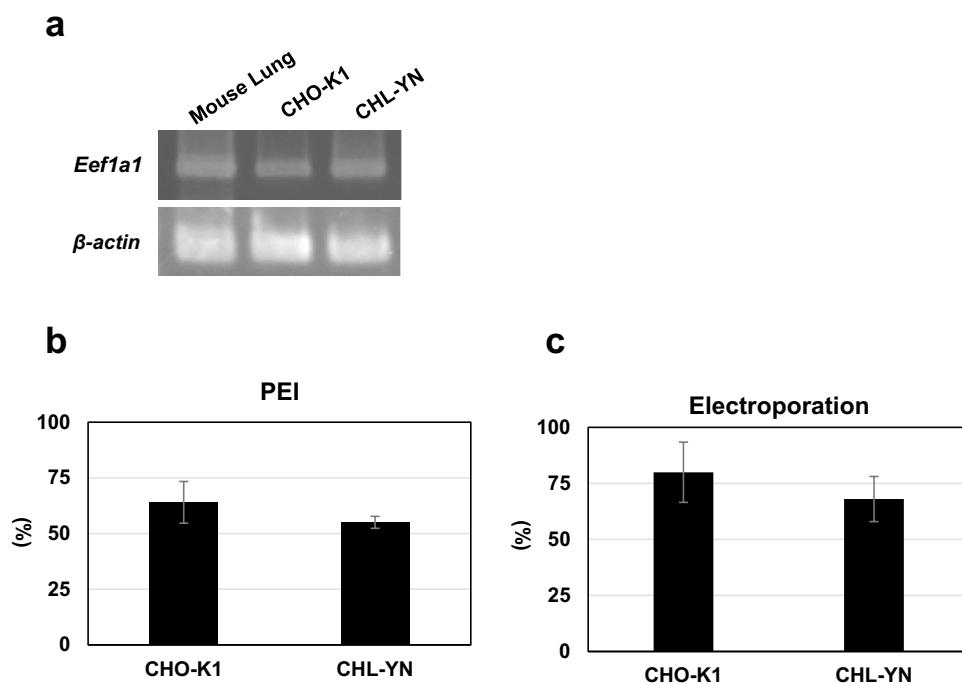 a
Mouse Lung CHO-K1 CHL-YN
Eef1a1
β-actin
b
PEI
100
75
50
25
0
(%)
CHO-K1 CHL-YN
c
Electroporation
100
75
50
25
0
(%)
CHO-K1 CHL-YN